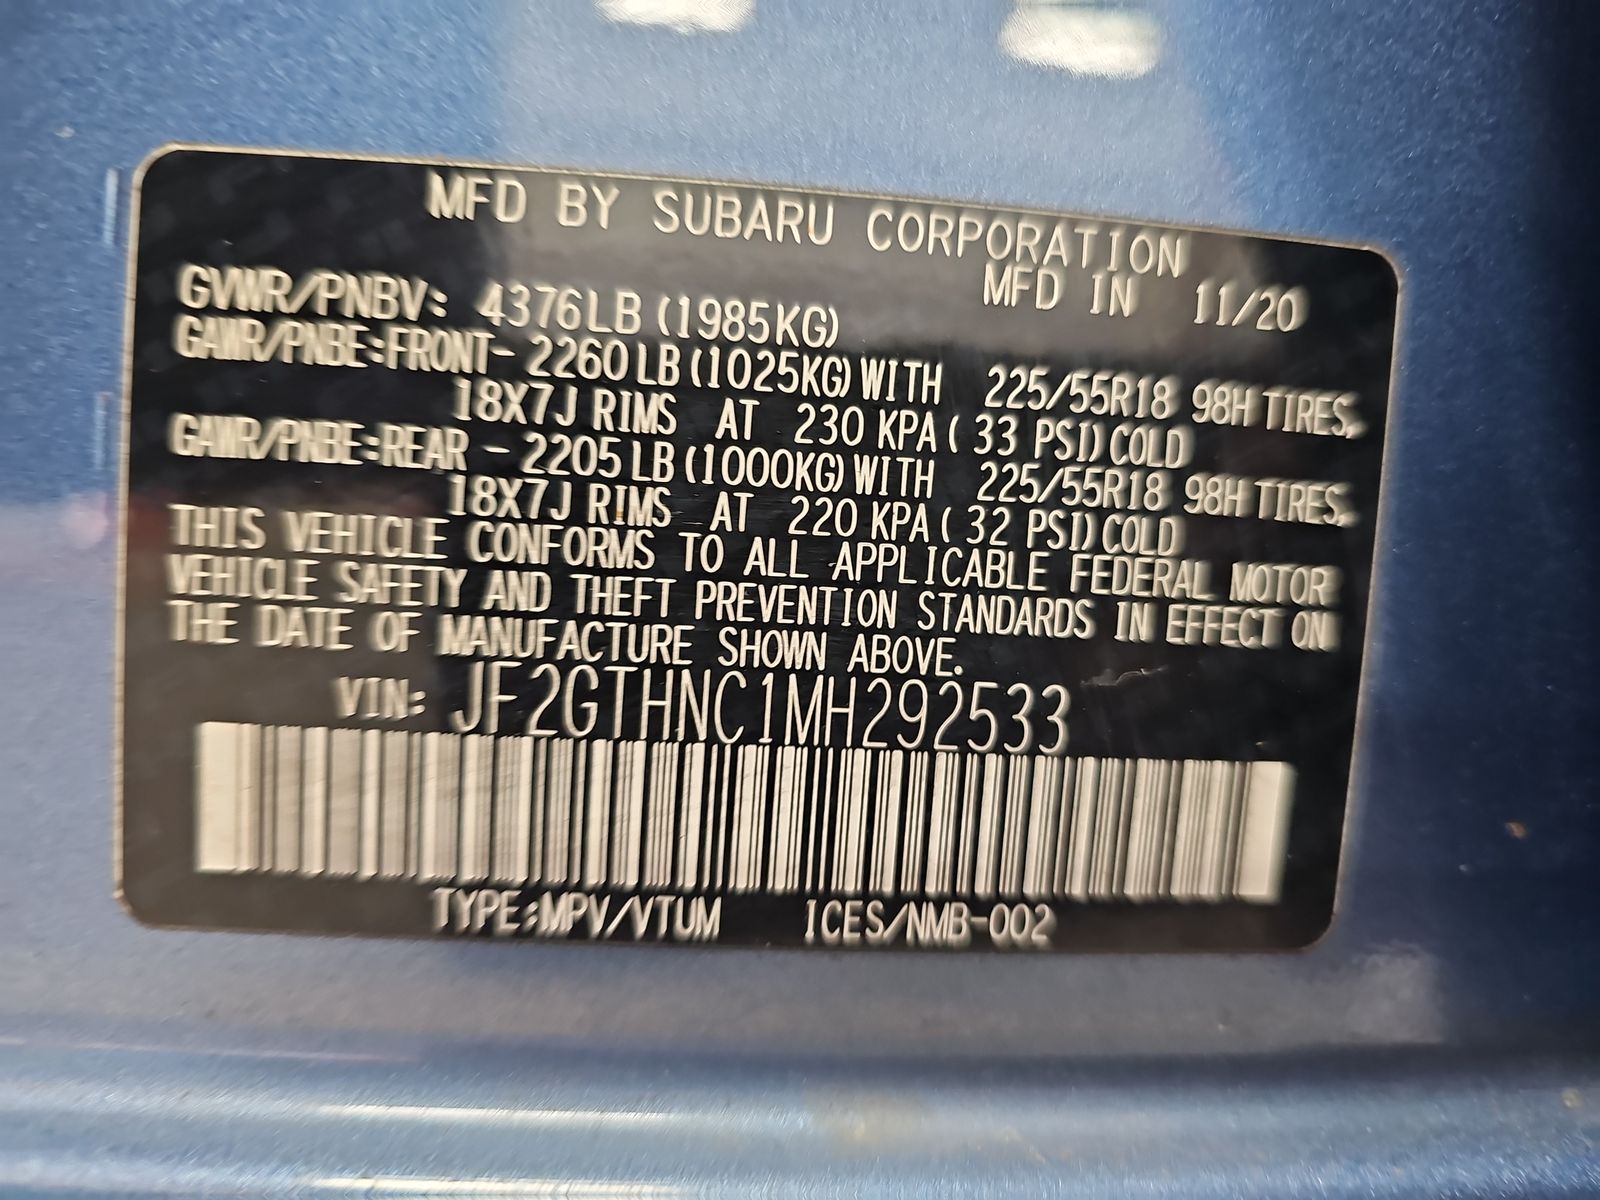 MFD BY SUBARU CORPORATION
MFD IN 11/20
GVWR/PNBV: 4376LB (1985KG)
GAWR/PNBE:FRONT- 2260LB (1025KG) WITH 225/55R18 98H TIRES,
18X7J RIMS AT 230 KPA ( 33 PSI) COLD
GAWR/PNBE:REAR - 2205LB (1000KG) WITH 225/55R18 98H TIRES,
18X7J RIMS AT 220 KPA ( 32 PSI) COLD
THIS VEHICLE CONFORMS TO ALL APPLICABLE FEDERAL MOTOR
VEHICLE SAFETY AND THEFT PREVENTION STANDARDS IN EFFECT ON
THE DATE OF MANUFACTURE SHOWN ABOVE.
VIN: JF2GTHNC1MH292533
TYPE:MPV/VTUM ICES/NMB-002